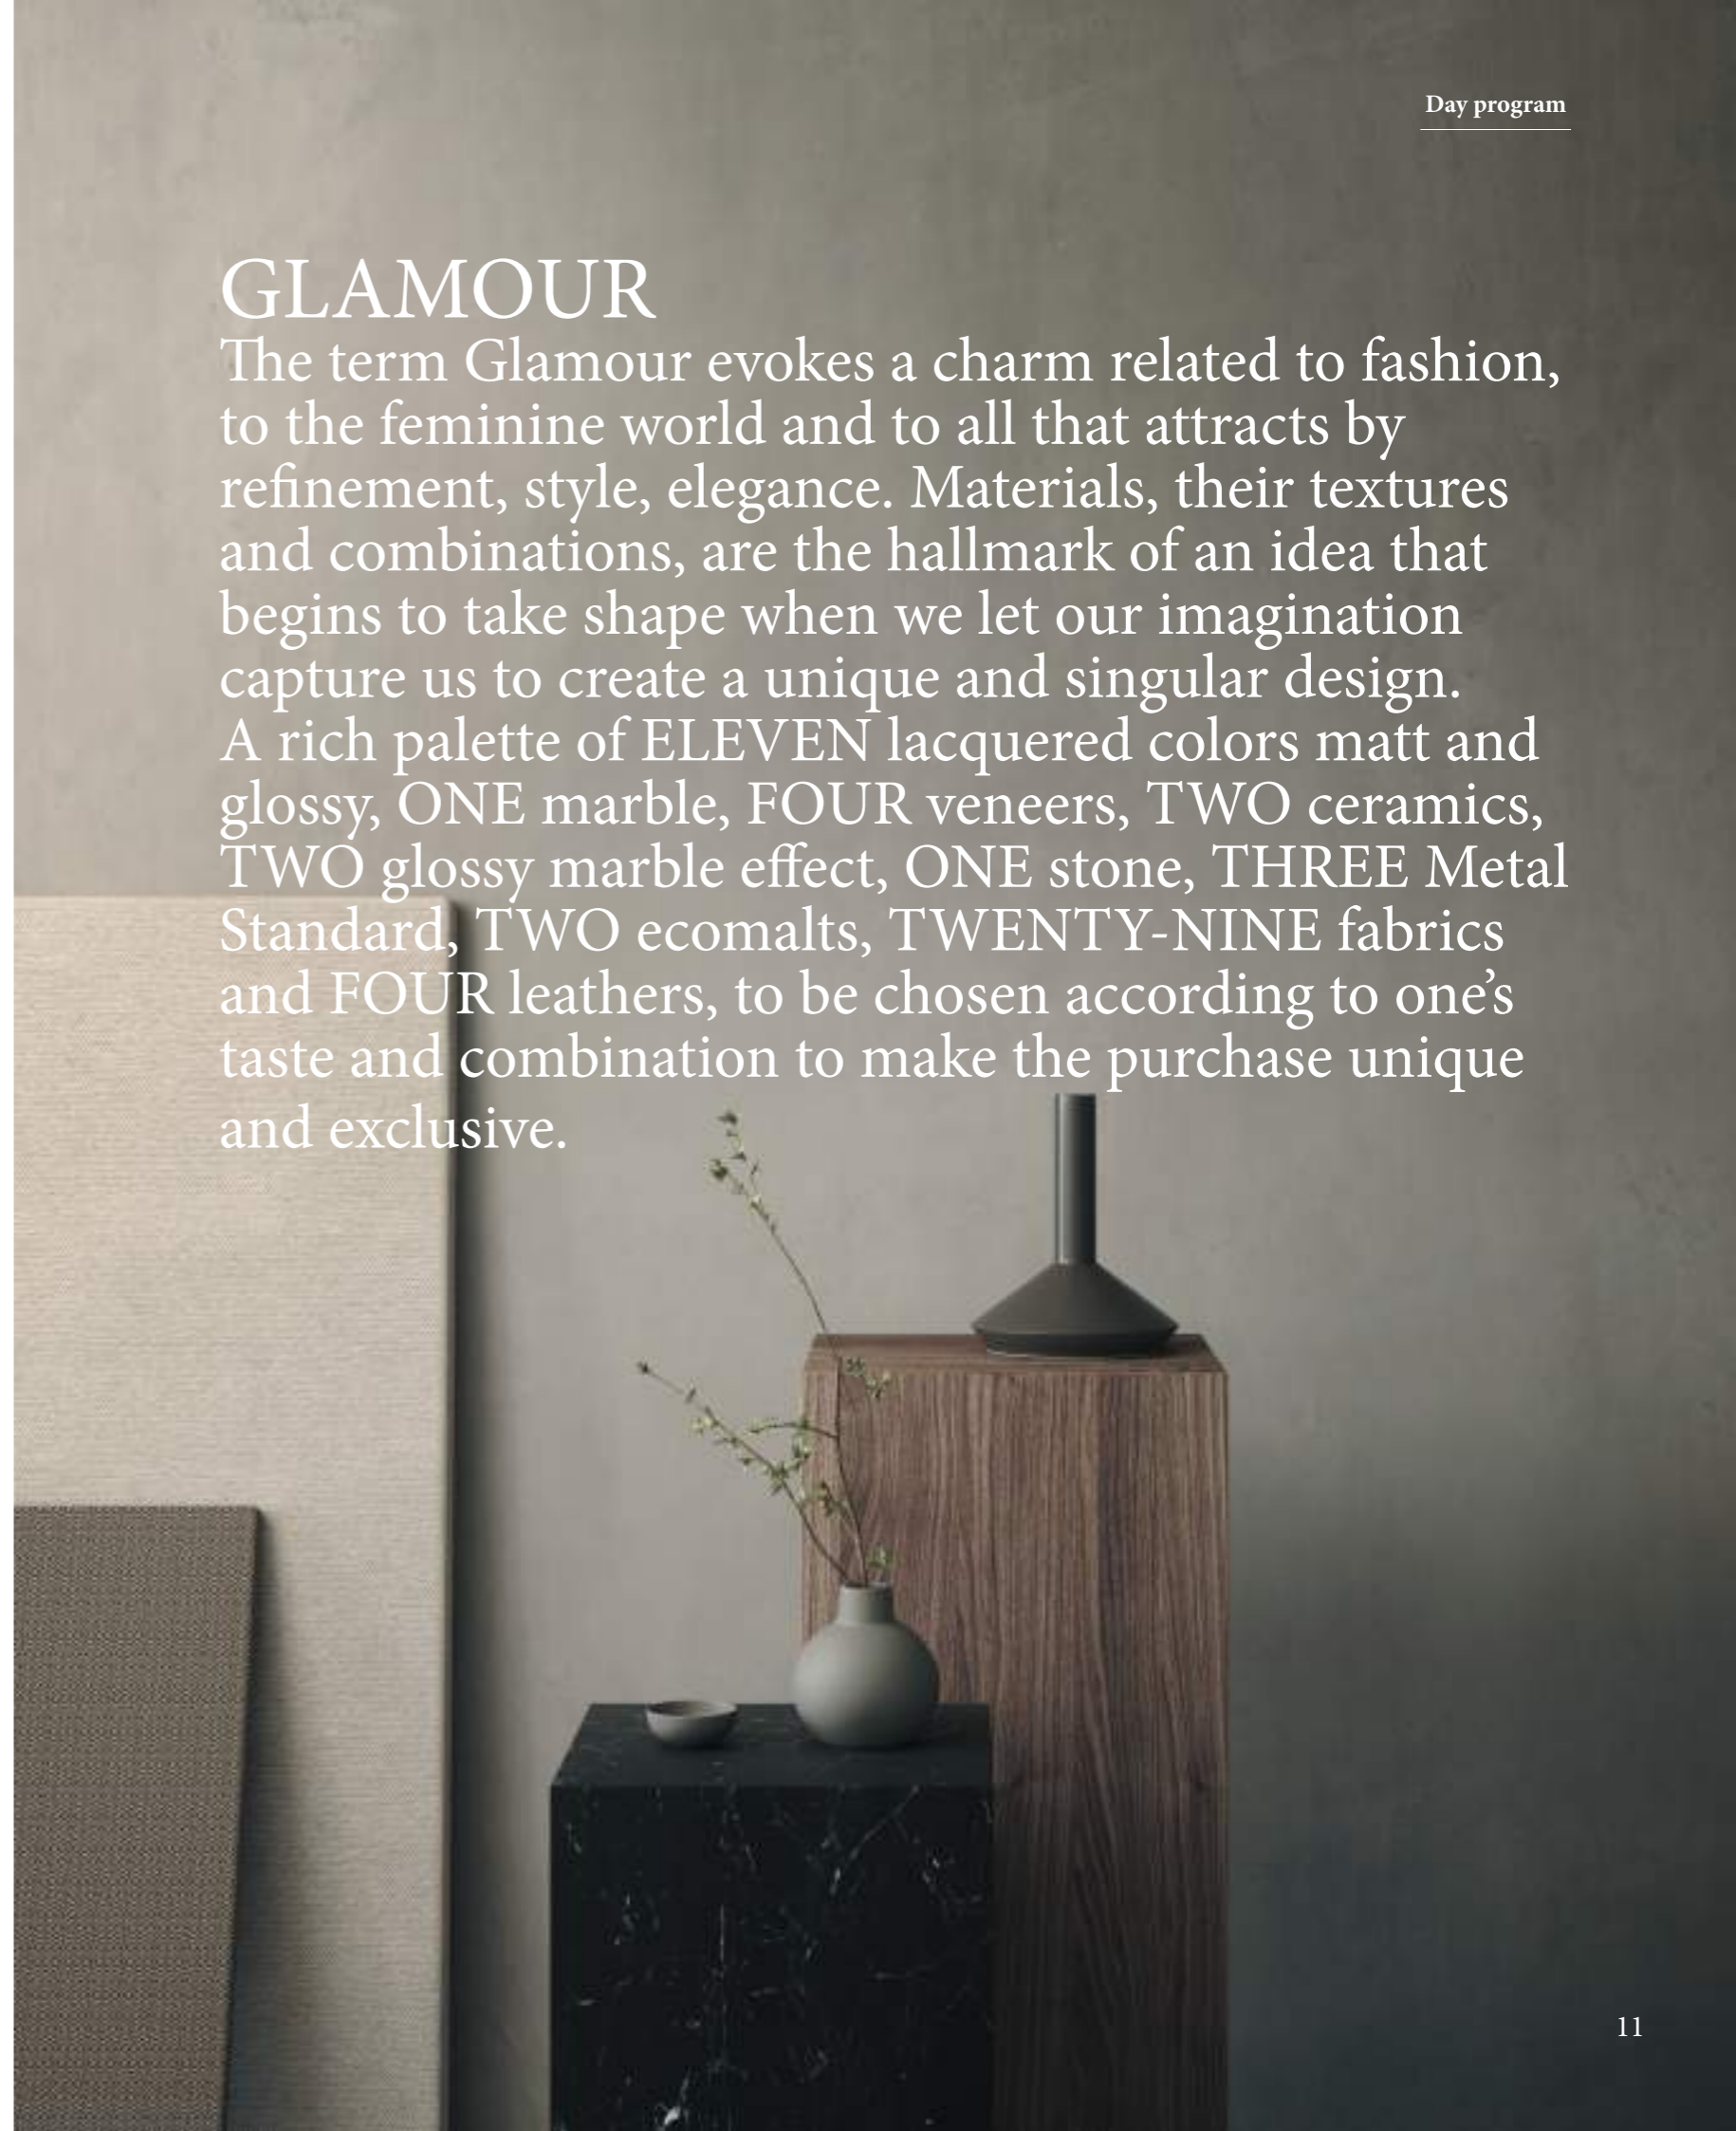 Day program
GLAMOUR
The term Glamour evokes a charm related to fashion,
to the feminine world and to all that attracts by
refinement, style, elegance. Materials, their textures
and combinations, are the hallmark of an idea that
begins to take shape when we let our imagination
capture us to create a unique and singular design.
A rich palette of ELEVEN lacquered colors matt and
glossy, ONE marble, FOUR veneers, TWO ceramics,
TWO glossy marble effect, ONE stone, THREE Metal
Standard, TWO ecomalts, TWENTY-NINE fabrics
and FOUR leathers, to be chosen according to one’s
taste and combination to make the purchase unique
and exclusive.
11